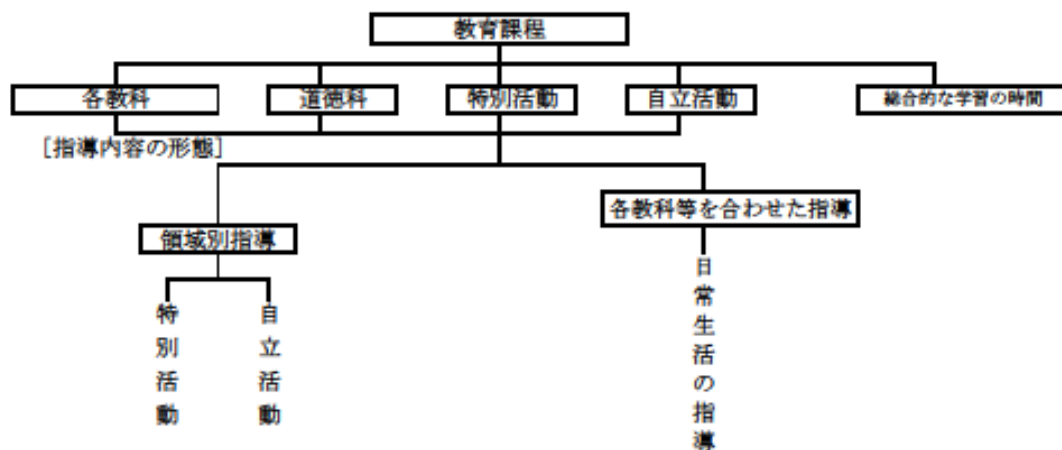 教育課程
各教科
道徳科
特別活動
自立活動
総合的な学習の時間
[指導内容の形態]
各教科等を合わせた指導
領域別指導
特別活動
自立活動
日常生活の指導